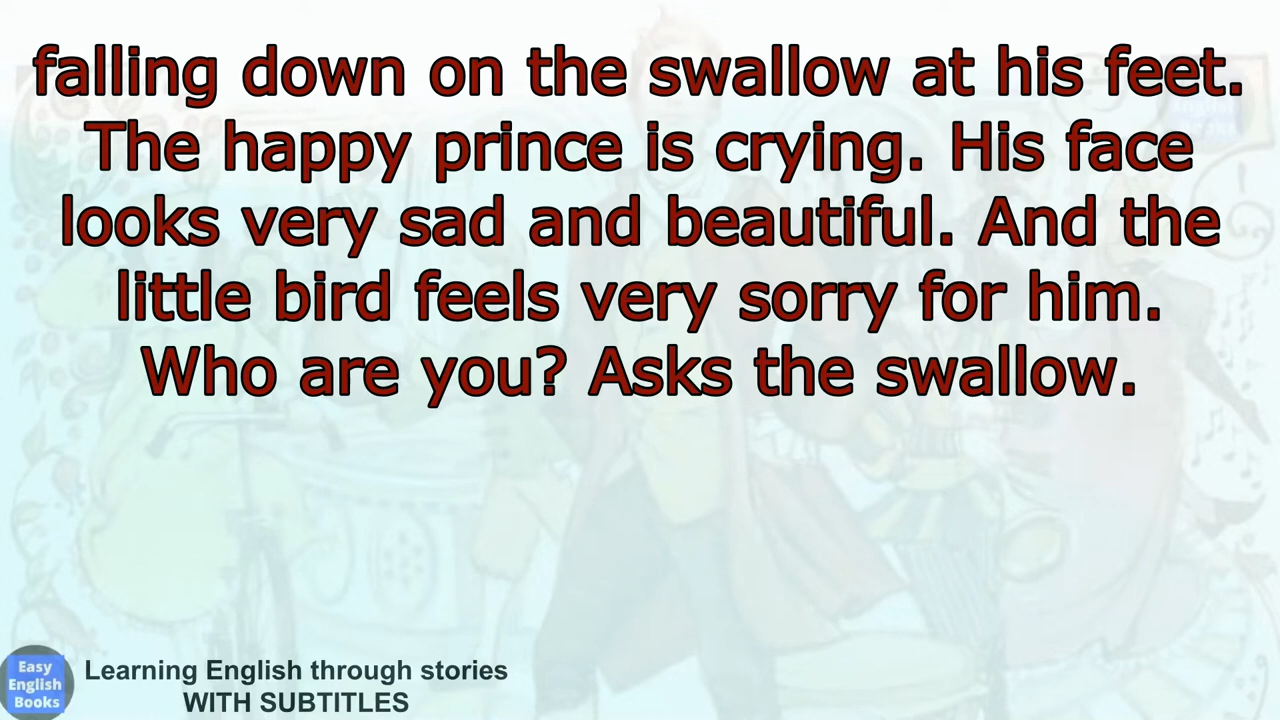 falling down on the swallow at his feet.
The happy prince is crying. His face
looks very sad and beautiful. And the
little bird feels very sorry for him.
Who are you? Asks the swallow.
Easy
English
Books
Learning English through stories
WITH SUBTITLES